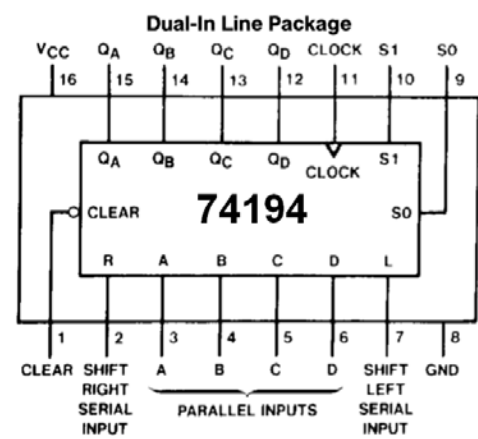 Dual-In Line Package
VCC QA QB QC QD CLOCK S1 S0
16 15 14 13 12 11 10 9
QA QB QC QD CLOCK S1
CLEAR 74194 S0
R A B C D L
1 2 3 4 5 6 7 8
CLEAR SHIFT RIGHT SERIAL INPUT A B C D SHIFT LEFT SERIAL INPUT GND
PARALLEL INPUTS